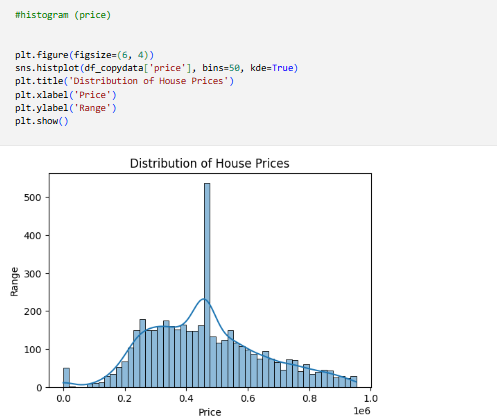 #histogram (price)
plt.figure(figsize=(6, 4))
sns.histplot(df_copydata['price'], bins=50, kde=True)
plt.title('Distribution of House Prices')
plt.xlabel('Price')
plt.ylabel('Range')
plt.show()
Distribution of House Prices
500
400
300
200
100
0
Range
0.0 0.2 0.4 0.6 0.8 1.0
1e6
Price